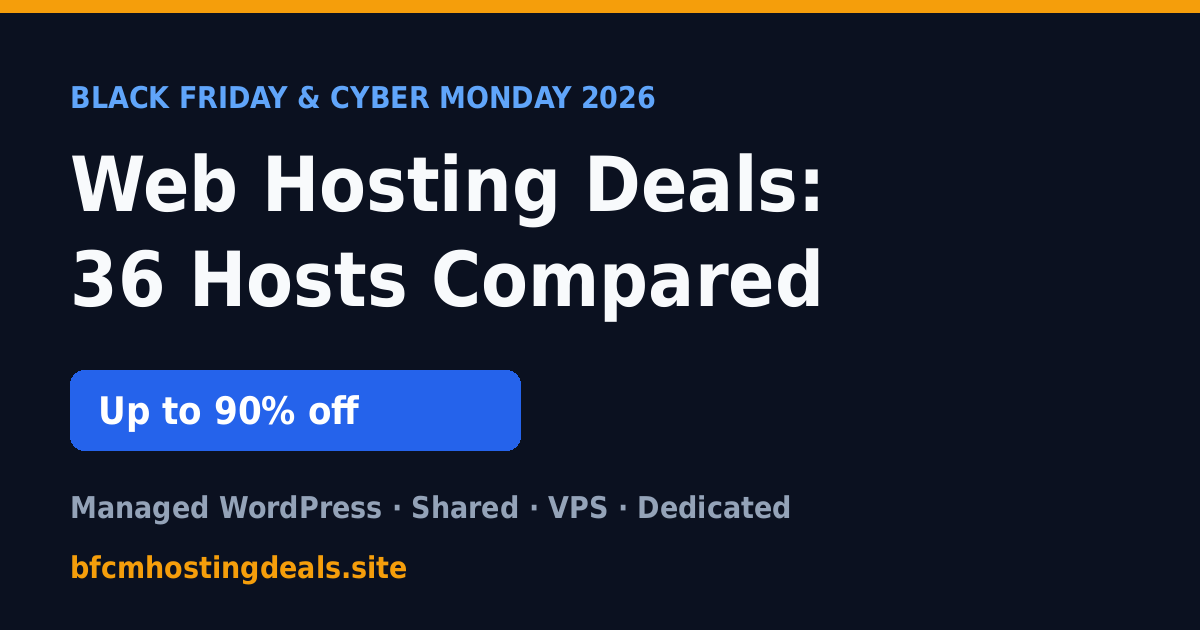 BLACK FRIDAY & CYBER MONDAY 2026
Web Hosting Deals:
36 Hosts Compared
Up to 90% off
Managed WordPress · Shared · VPS · Dedicated
bfcmhostingdeals.site